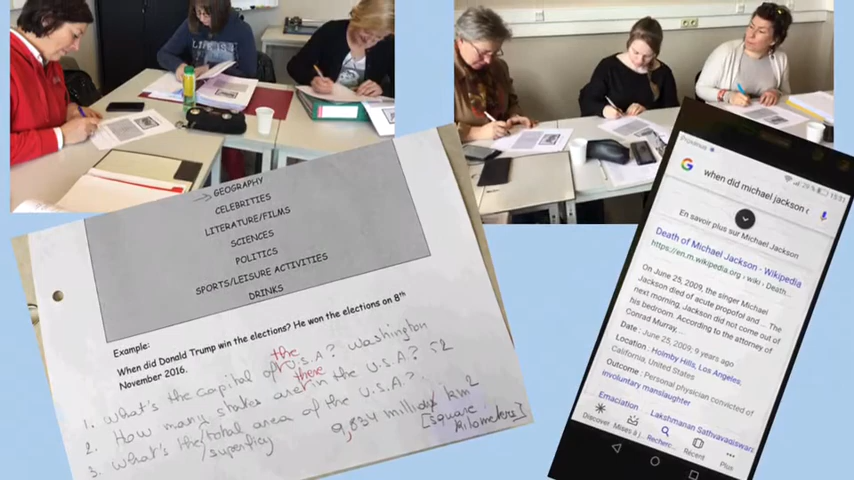 GEOGRAPHY
CELEBRITIES
LITERATURE/FILMS
SCIENCES
POLITICS
SPORTS/LEISURE ACTIVITIES
DRINKS
Example:
When did Donald Trump win the elections? He won the elections on 8th
November 2016.
the
1. What's the capital of U.S.A? Washington
there
2. How many states are in the U.S.A? 52
3. What's the total area of the U.S.A?
superficy
9,834 million km2
[square
kilometers]
Proximus
28 % 15:31
when did michael jackson
En savoir plus sur Michael Jackson
Death of Michael Jackson - Wikipedia
https://en.m.wikipedia.org › wiki › Death...
On June 25, 2009, the singer Michael
Jackson died of acute propofol and ... The
next morning, Jackson did not come out of
his bedroom. According to the attorney of
Conrad Murray ...
Date : June 25, 2009; 9 years ago
Location : Holmby Hills, Los Angeles,
California, United States
Outcome : Personal physician convicted of
involuntary manslaughter
Emaciation Lakshmanan Sathvavagiswara
Discover Mises à j... Recherc... Récent Plus